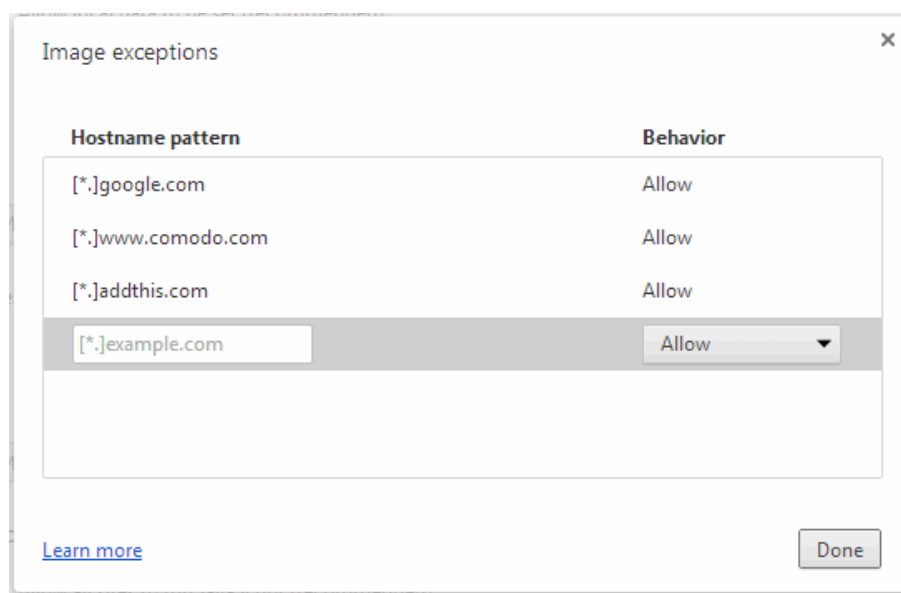 Image exceptions
Hostname pattern Behavior
[*.]google.com Allow
[*.]www.comodo.com Allow
[*.]addthis.com Allow
[*.]example.com Allow
Learn more Done